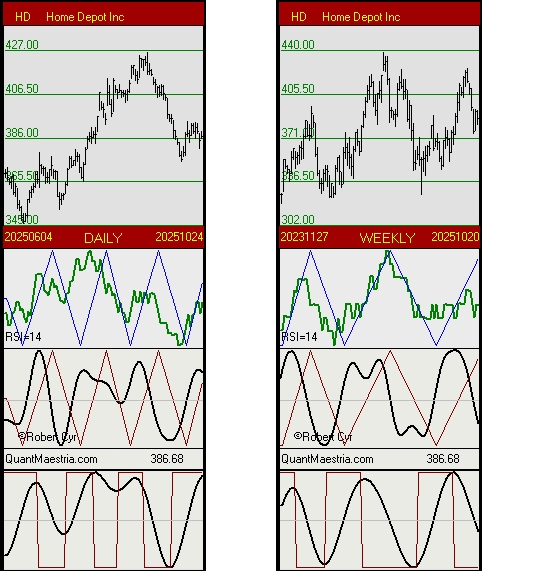 HD Home Depot Inc
427.00
406.50
386.00
365.50
345.00
20250604 DAILY 20251024
RSI=14
©Robert Cyr
QuantMaestria.com 386.68
HD Home Depot Inc
440.00
405.50
371.00
336.50
302.00
20231127 WEEKLY 20251020
RSI=14
©Robert Cyr
QuantMaestria.com 386.68